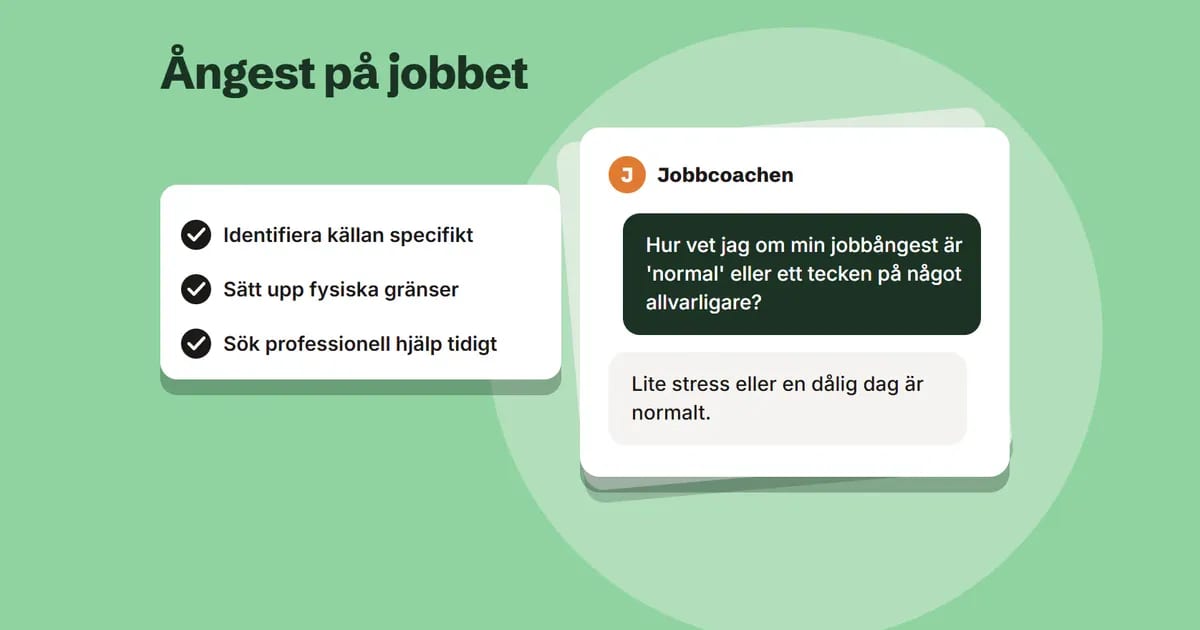 Ångest på jobbet
Identifiera källan specifikt
Sätt upp fysiska gränser
Sök professionell hjälp tidigt
J Jobbcoachen
Hur vet jag om min jobbångest är
'normal' eller ett tecken på något
allvarligare?
Lite stress eller en dålig dag är
normalt.